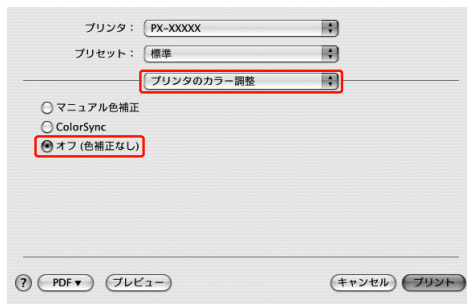 プリンタ： PX-XXXXX
プリセット： 標準
プリンタのカラー調整
マニュアル色補正
ColorSync
オフ (色補正なし)
? PDF▼ プレビュー キャンセル プリント